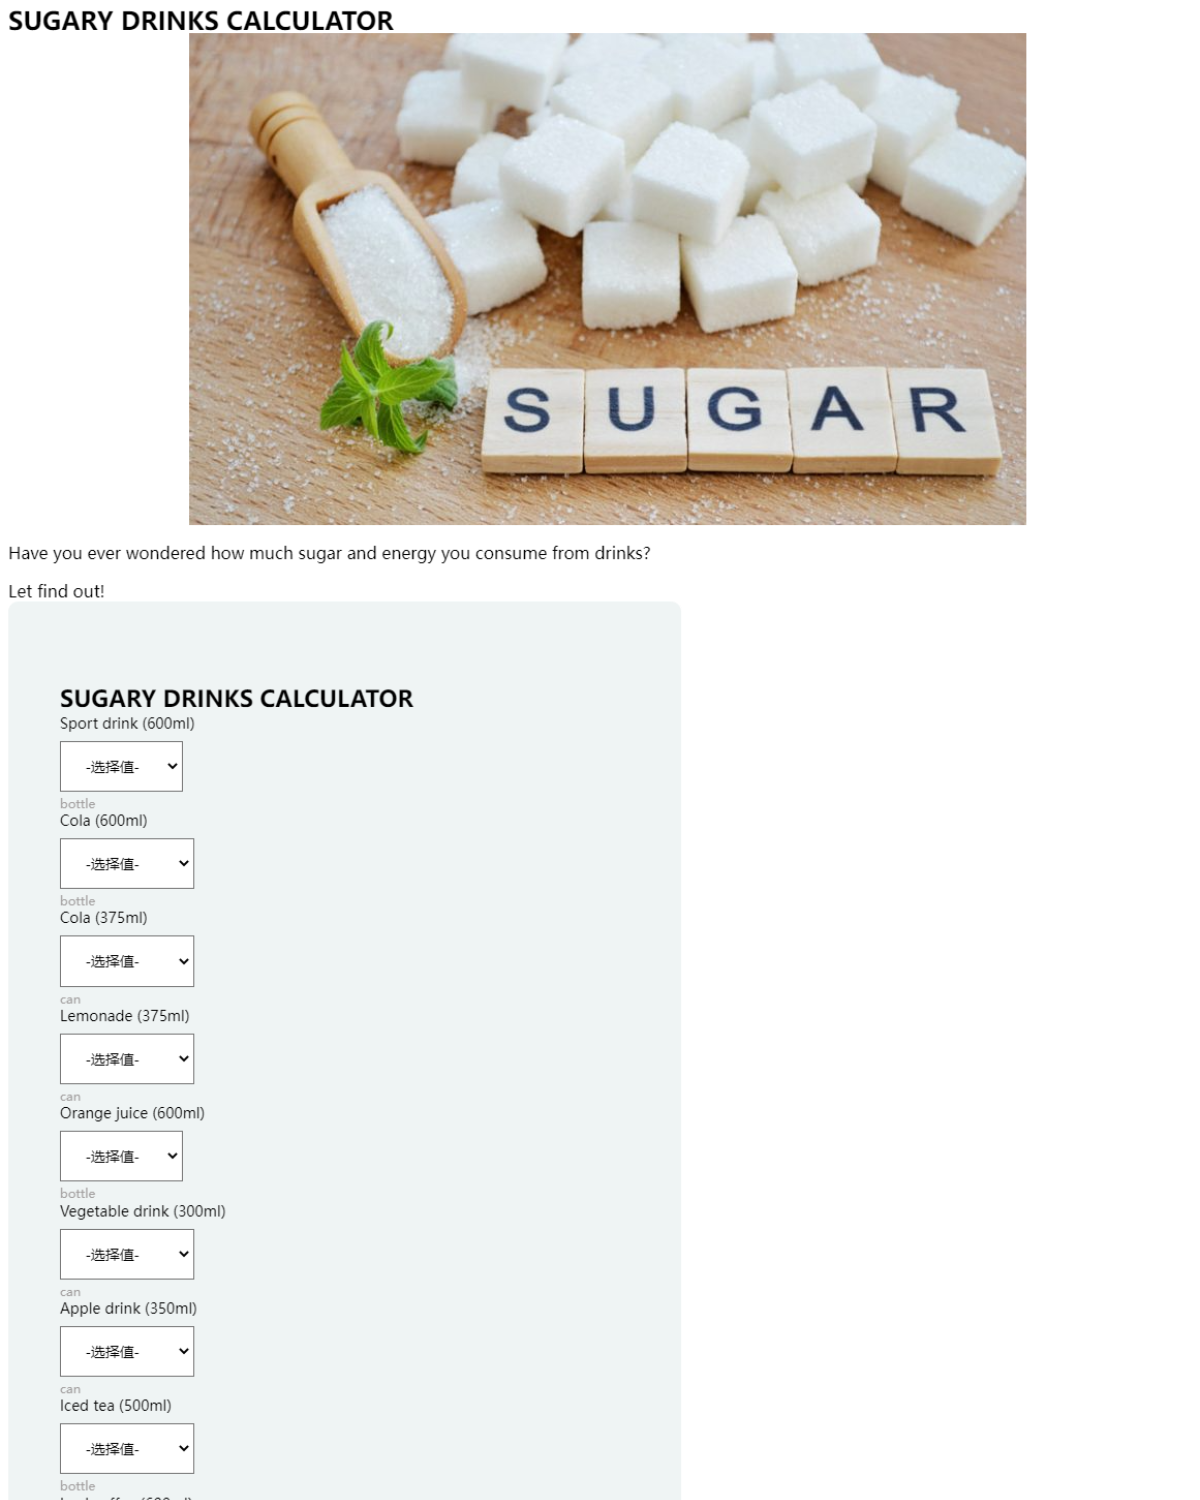 SUGARY DRINKS CALCULATOR
SUGAR
Have you ever wondered how much sugar and energy you consume from drinks?
Let find out!
SUGARY DRINKS CALCULATOR
Sport drink (600ml)
-选择值-
bottle
Cola (600ml)
-选择值-
bottle
Cola (375ml)
-选择值-
can
Lemonade (375ml)
-选择值-
can
Orange juice (600ml)
-选择值-
bottle
Vegetable drink (300ml)
-选择值-
can
Apple drink (350ml)
-选择值-
can
Iced tea (500ml)
-选择值-
bottle